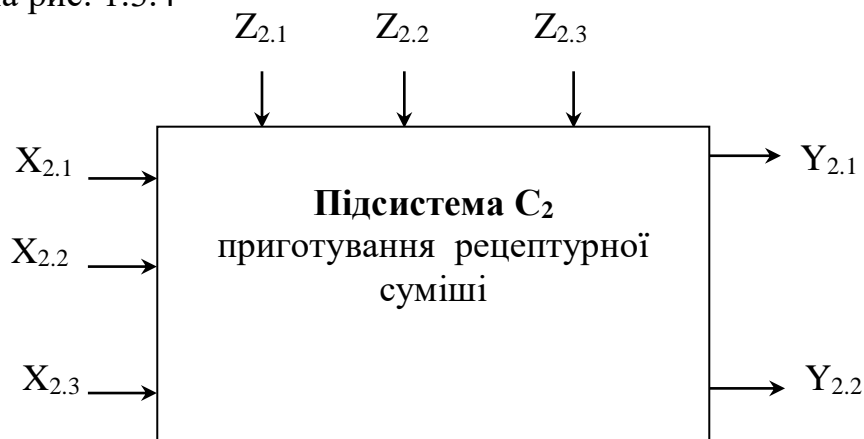 рис. 1.3.4
Z2.1 Z2.2 Z2.3
X2.1 Y2.1
Підсистема С2
X2.2 приготування рецептурної
суміші
X2.3 Y2.2